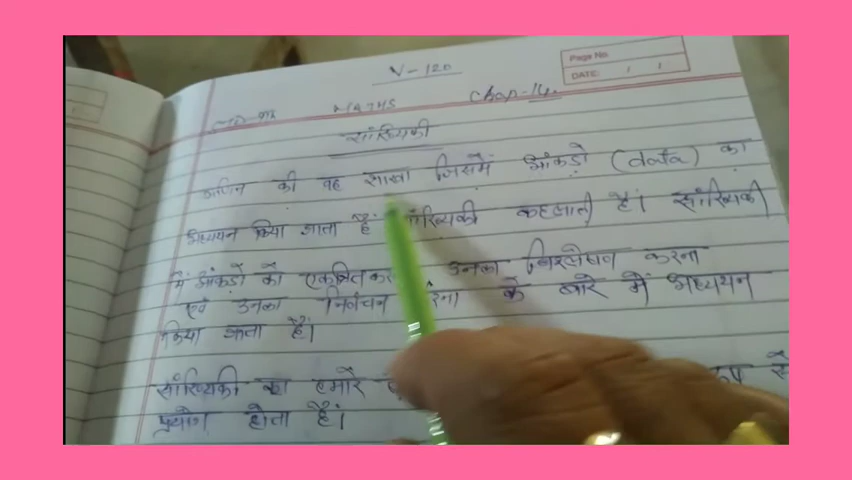 V-120
Page No.
DATE: / /
MATHS Chap-14.
सांख्यिकी
गणित की वह साखा जिसमें आंकड़ो (data) का
अध्ययन किया जाता है सांख्यिकी कहलाती है। सांख्यिकी
में आंकड़ो को एकत्रित उनका विश्लेषण करना
एवं उनका निर्वचन के बारे में अध्ययन
किया जाता है।
सांख्यिकी का हमारे
प्रयोग होता है।